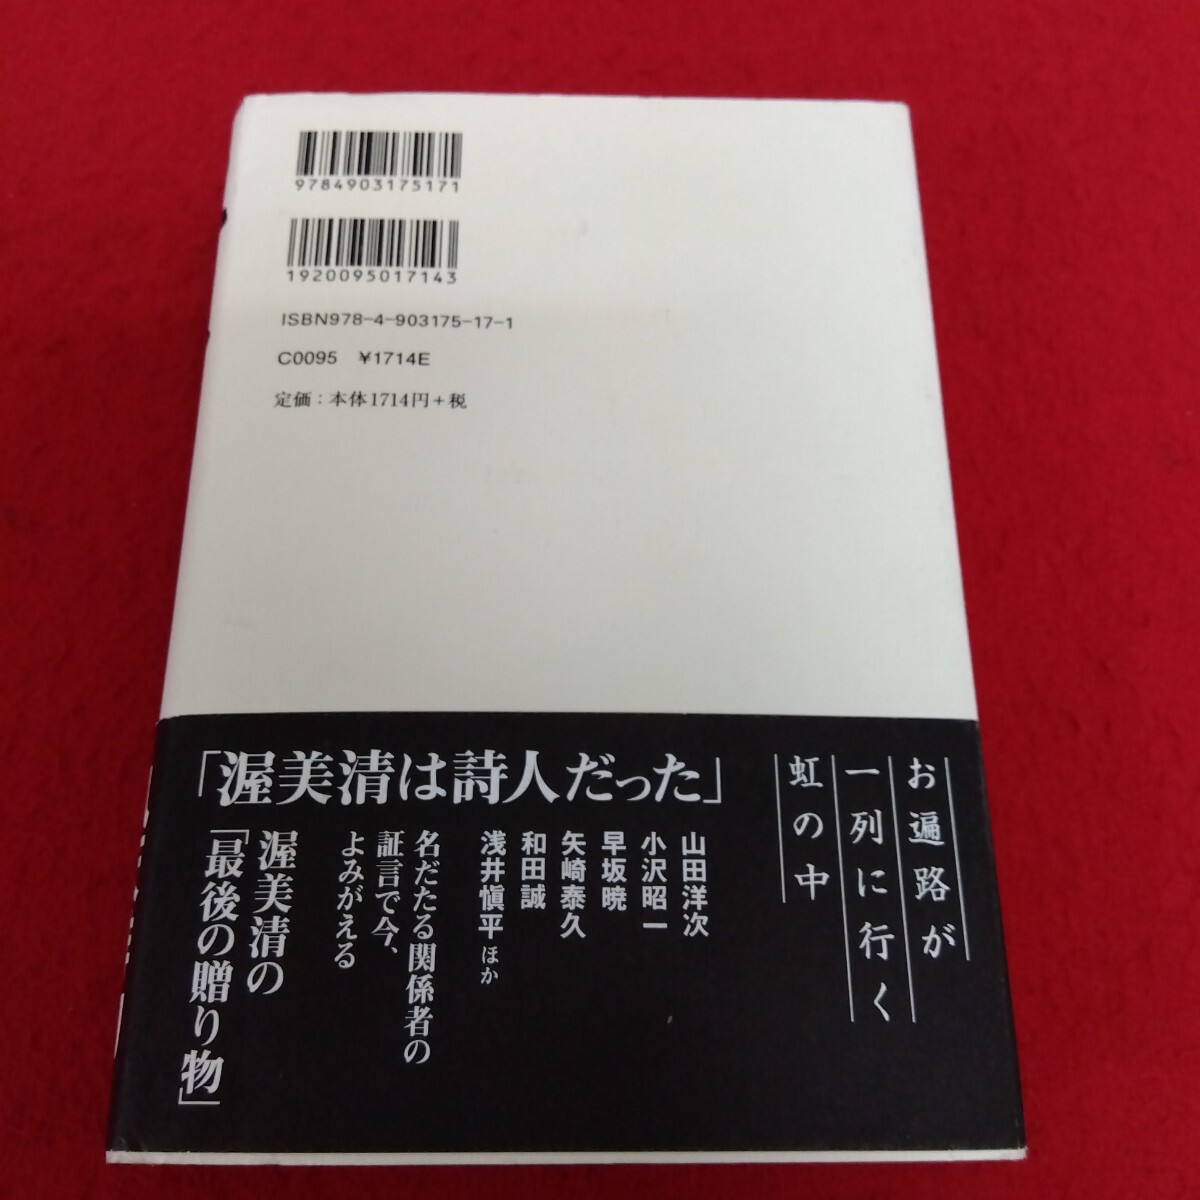 9784903175171
1920095017143
ISBN978-4-903175-17-1
C0095 ¥1714E
定価:本体1714円+税
お遍路が
一列に行く
虹の中
「渥美清は詩人だった」
山田洋次
小沢昭一
早坂暁
矢崎泰久
和田誠
浅井愼平ほか
名だたる関係者の
証言で今、
よみがえる
渥美清の
「最後の贈り物」